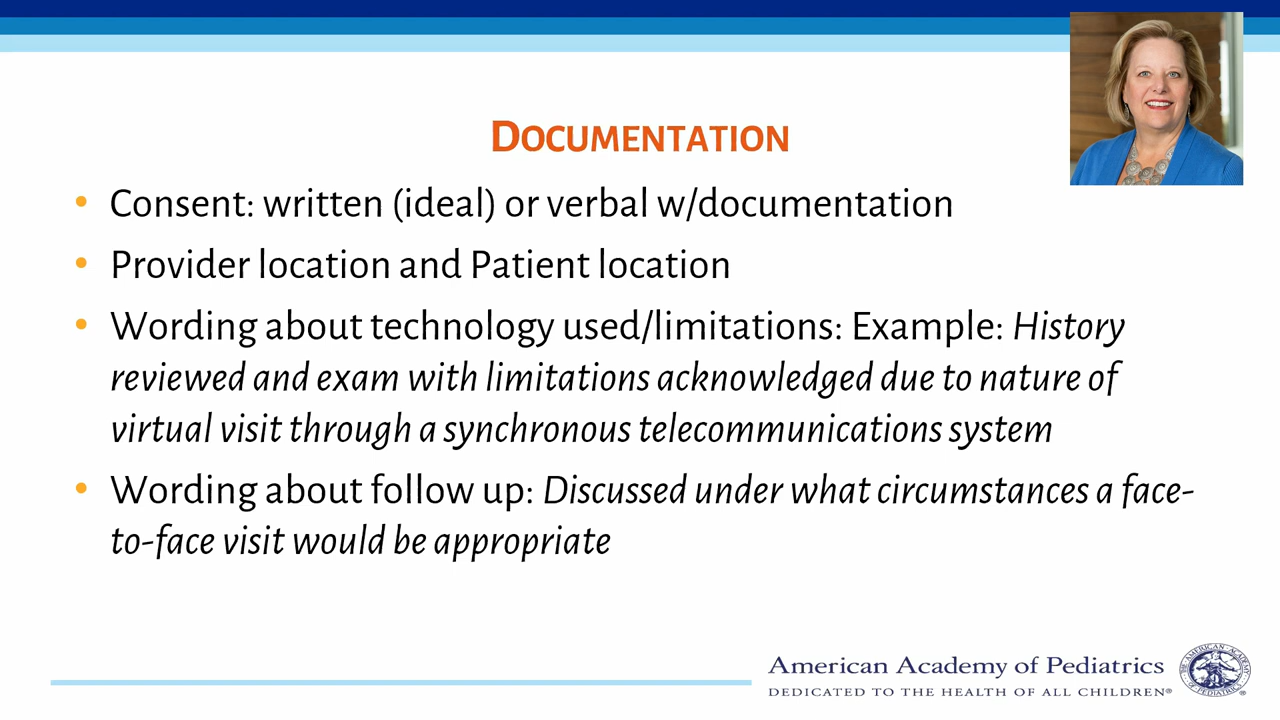 DOCUMENTATION
• Consent: written (ideal) or verbal w/documentation
• Provider location and Patient location
• Wording about technology used/limitations: Example: History
reviewed and exam with limitations acknowledged due to nature of
virtual visit through a synchronous telecommunications system
• Wording about follow up: Discussed under what circumstances a face-
to-face visit would be appropriate
American Academy of Pediatrics
DEDICATED TO THE HEALTH OF ALL CHILDREN®